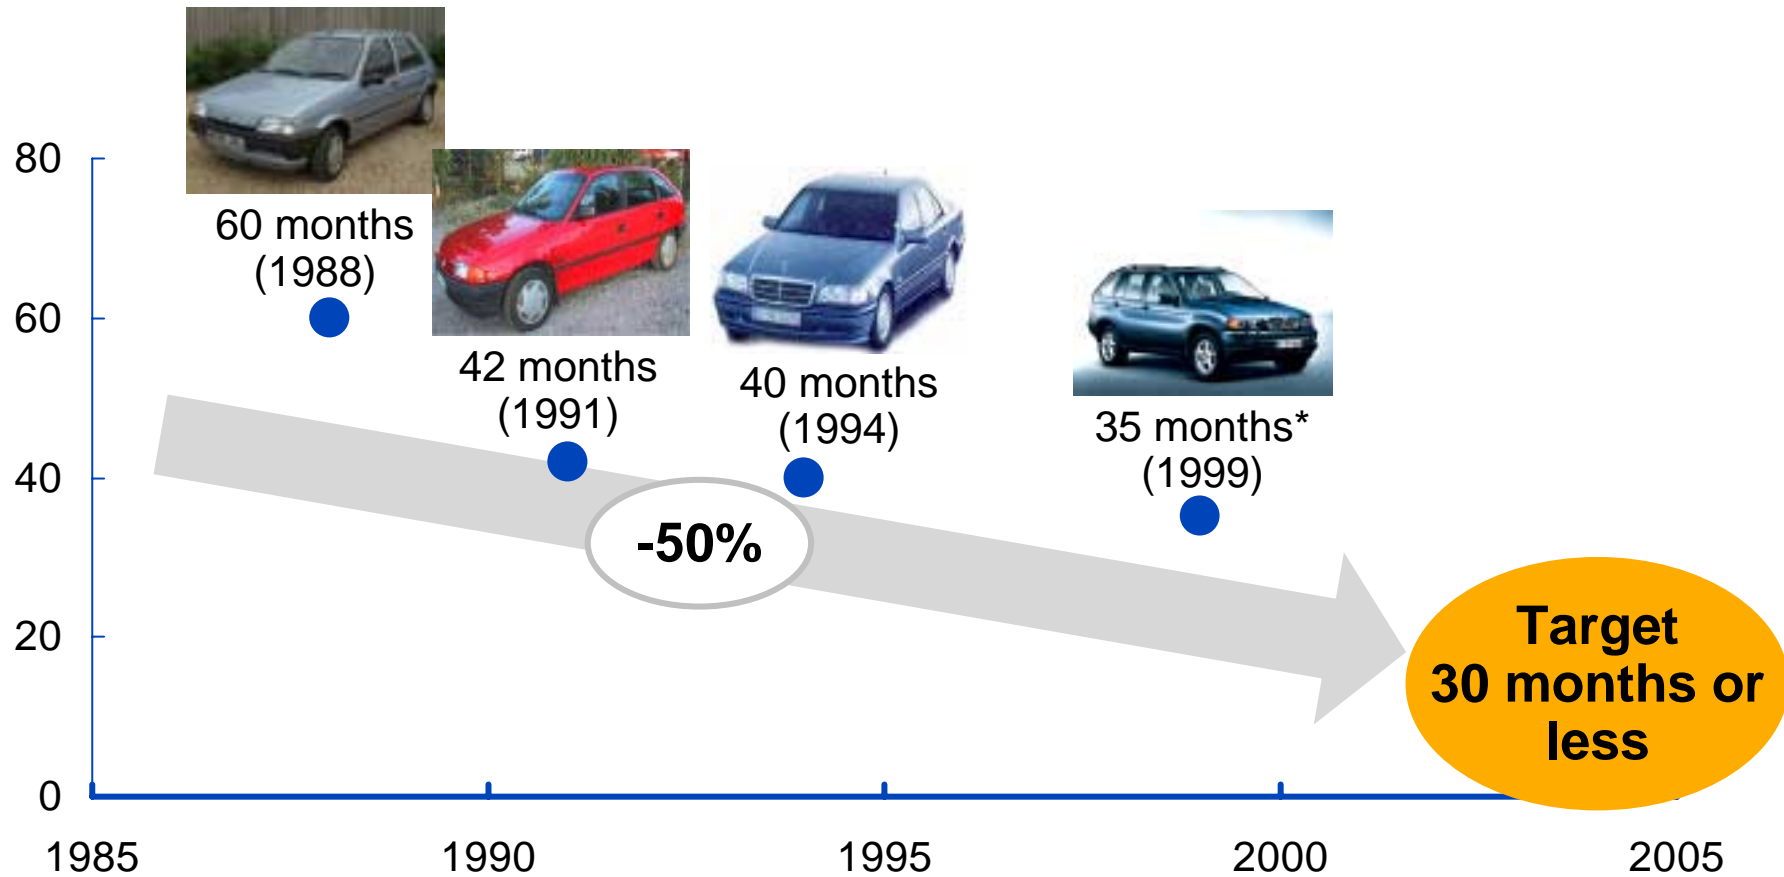 60 months
(1988)
42 months
(1991)
40 months
(1994)
35 months*
(1999)
80
60
40
20
0
-50%
Target
30 months or
less
1985
1990
1995
2000
2005